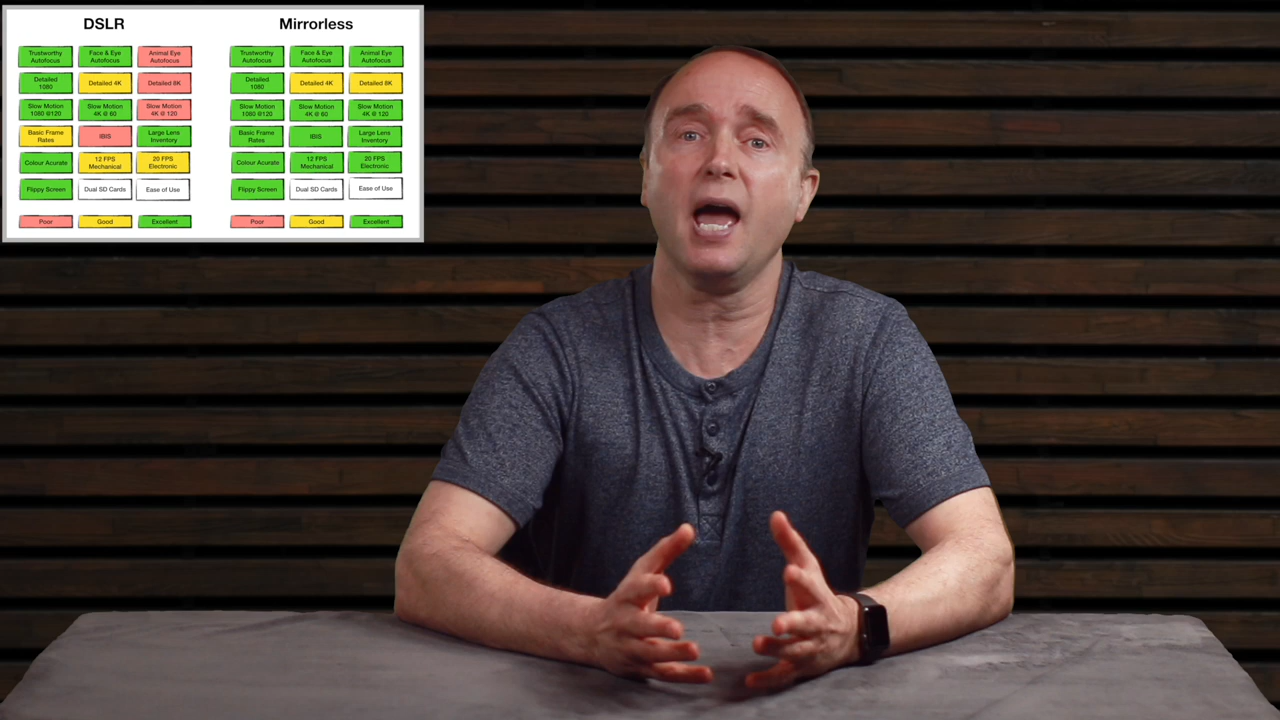 DSLR
Trustworthy
Autofocus
Face & Eye
Autofocus
Animal Eye
Autofocus
Detailed
1080
Detailed 4K
Detailed 8K
Slow Motion
1080 @120
Slow Motion
4K @ 60
Slow Motion
4K @ 120
Basic Frame
Rates
IBIS
Large Lens
Inventory
Colour Acurate
12 FPS
Mechanical
20 FPS
Electronic
Flippy Screen
Dual SD Cards
Ease of Use
Poor
Good
Excellent
Mirrorless
Trustworthy
Autofocus
Face & Eye
Autofocus
Animal Eye
Autofocus
Detailed
1080
Detailed 4K
Detailed 8K
Slow Motion
1080 @120
Slow Motion
4K @ 60
Slow Motion
4K @ 120
Basic Frame
Rates
IBIS
Large Lens
Inventory
Colour Acurate
12 FPS
Mechanical
20 FPS
Electronic
Flippy Screen
Dual SD Cards
Ease of Use
Poor
Good
Excellent